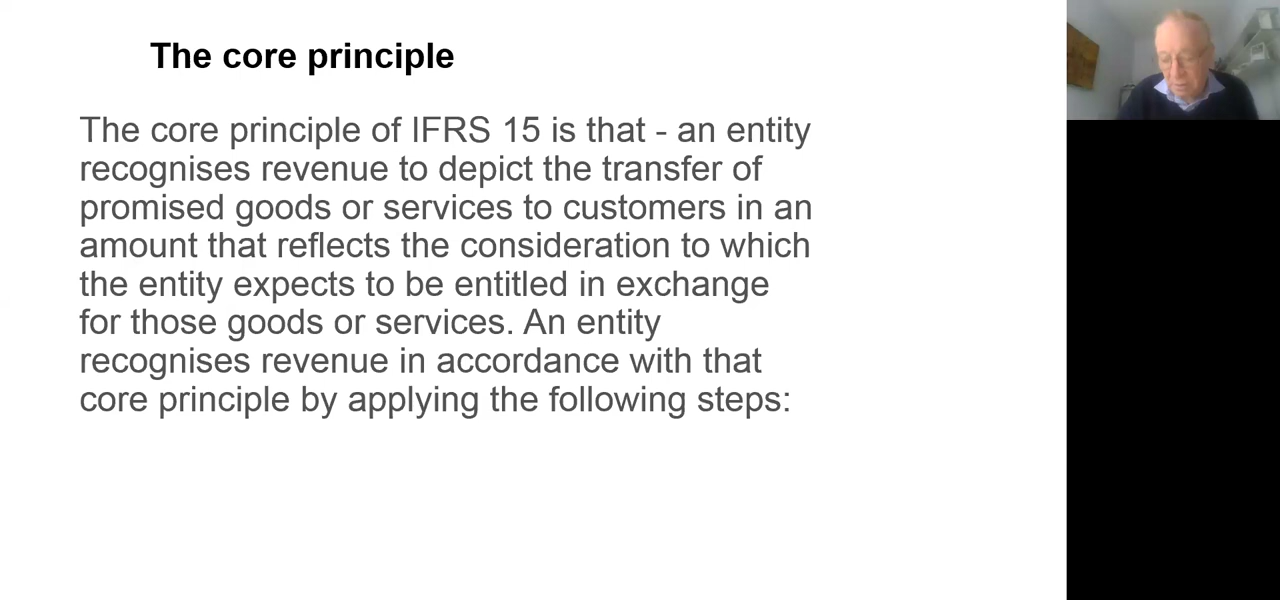 The core principle
The core principle of IFRS 15 is that - an entity
recognises revenue to depict the transfer of
promised goods or services to customers in an
amount that reflects the consideration to which
the entity expects to be entitled in exchange
for those goods or services. An entity
recognises revenue in accordance with that
core principle by applying the following steps: